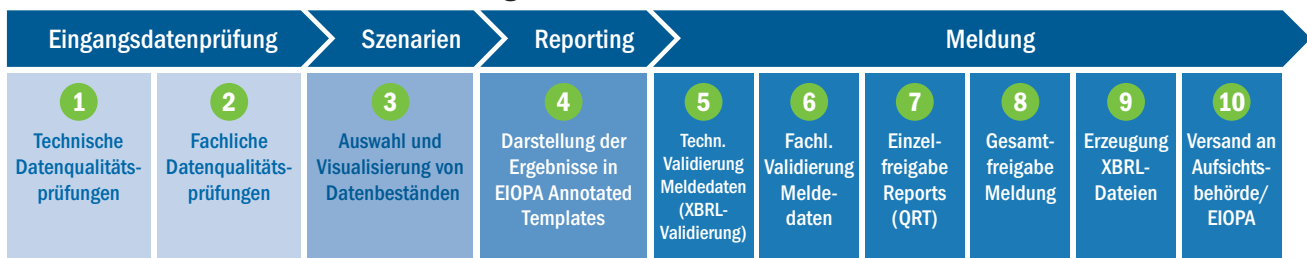 Eingangsdatenprüfung
Szenarien
Reporting
Meldung
1
Technische
Datenqualitäts-
prüfungen
2
Fachliche
Datenqualitäts-
prüfungen
3
Auswahl und
Visualisierung von
Datenbeständen
4
Darstellung der
Ergebnisse in
EIOPA Annotated
Templates
5
Techn.
Validierung
Meldedaten
(XBRL-
Validierung)
6
Fachl.
Validierung
Melde-
daten
7
Einzel-
freigabe
Reports
(QRT)
8
Gesamt-
freigabe
Meldung
9
Erzeugung
XBRL-
Dateien
10
Versand an
Aufsichts-
behörde/
EIOPA